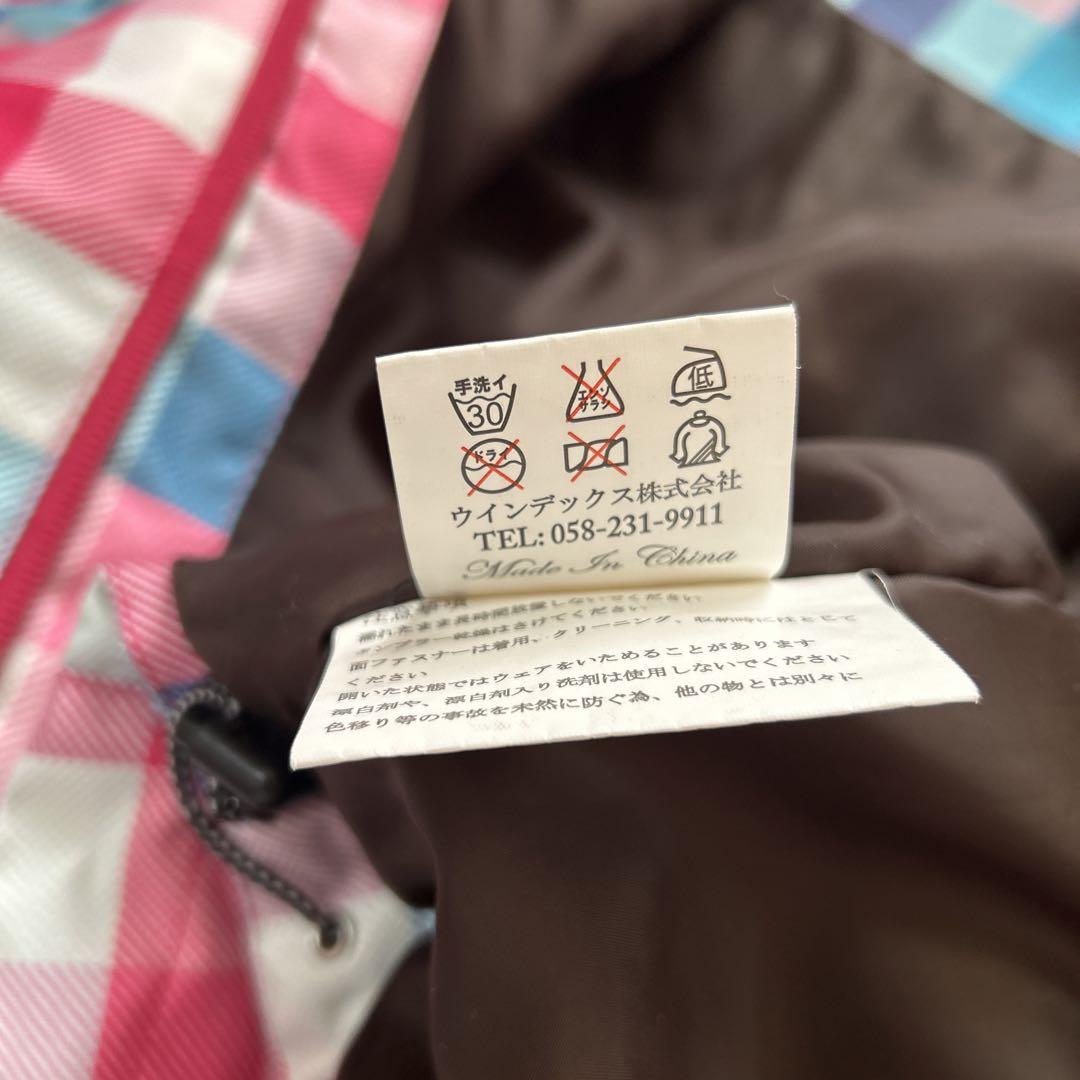 手洗イ
30
エンソ
サラシ
低
ドライ
ウインデックス株式会社
TEL: 058-231-9911
Made In China
濡れたまま長時間放置しないでください
タンブラー乾燥はさけてください
面ファスナーは着用、クリーニング、収納時にはとじて
ください
開いた状態ではウェアをいためることがあります
漂白剤や、漂白剤入り洗剤は使用しないでください
色移り等の事故を未然に防ぐ為、他の物とは別々に